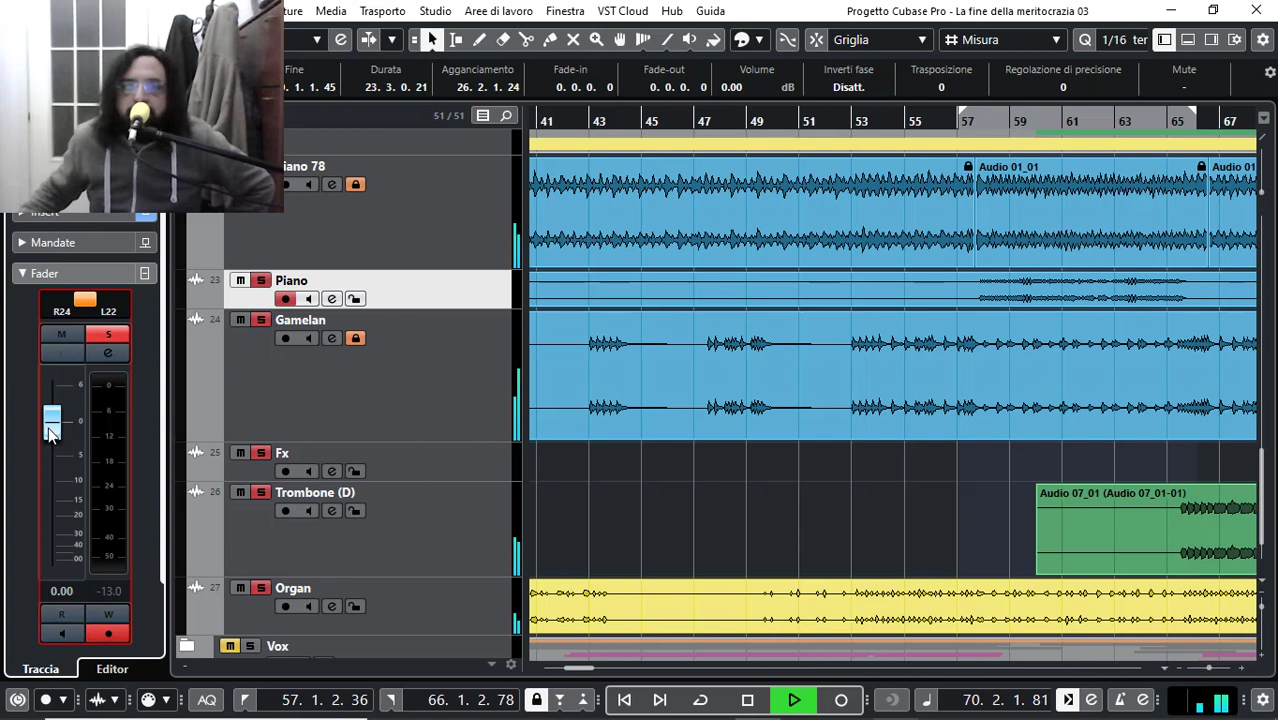 ture Media Trasporto Studio Aree di lavoro Finestra VST Cloud Hub Guida Progetto Cubase Pro - La fine della meritocrazia 03
Griglia Misura Q 1/16 ter
Fine Durata Agganciamento Fade-in Fade-out Volume Inverti fase Trasposizione Regolazione di precisione Mute
1. 1. 45 23. 3. 0. 21 26. 2. 1. 24 0. 0. 0. 0 0. 0. 0. 0 0.00 dB Disatt. 0 0 -
51 / 51 41 43 45 47 49 51 53 55 57 59 61 63 65 67
iano 78 Audio 01_01 Audio 01
Insert
Mandate
Fader
23 m S Piano
R24 L22
24 m S Gamelan
M S
e
6 0
0 6
5 12
10 18
15 24
20 30
30 40
40 50
00
25 m S Fx
26 m S Trombone (D) Audio 07_01 (Audio 07_01-01)
27 m S Organ
0.00 -13.0
R W
m S Vox
Traccia Editor
AQ 57. 1. 2. 36 66. 1. 2. 78 70. 2. 1. 81